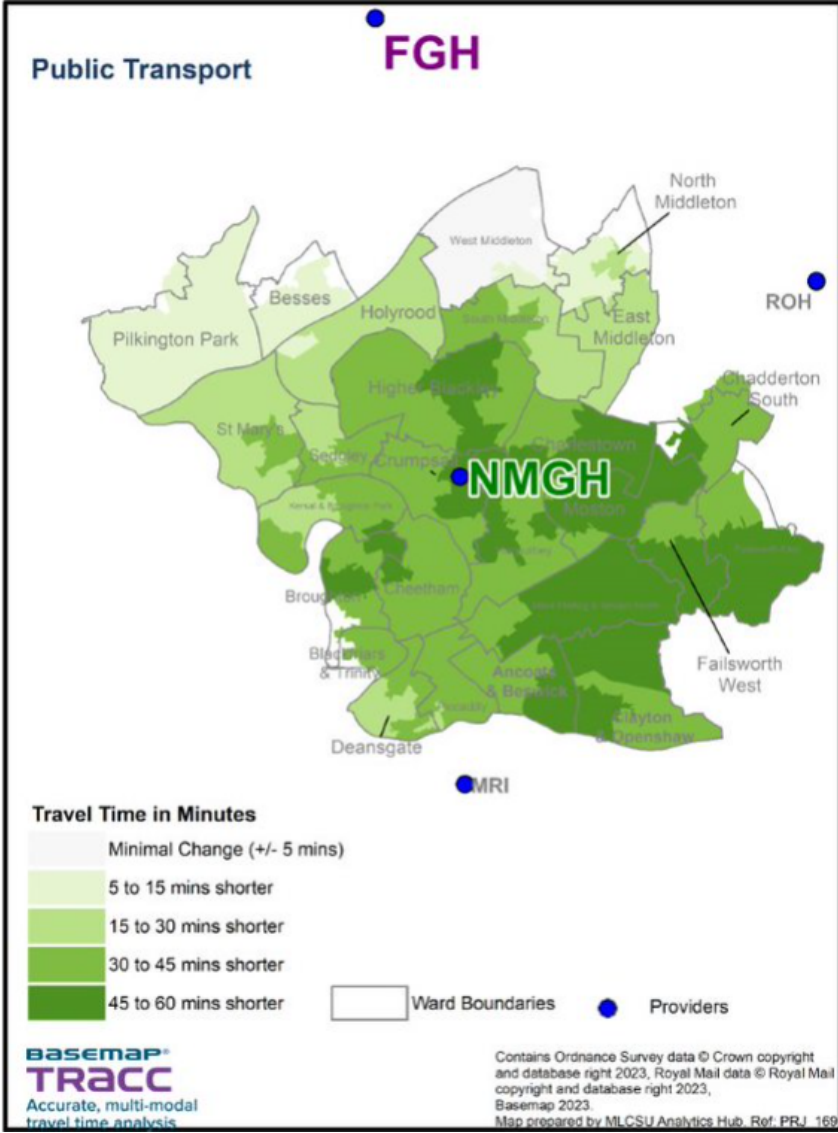 FGH
Public Transport
North
Middleton
West Middleton
Besses
ROH
Holyrood
South Middleton
East
Middleton
Pilkington Park
Higher Blackley
Chadderton
South
St Mary's
Charlestown
Sedgley
Crumpsall
NMGH
Moston
Kersal & Broughton Park
Cheetham
Broughton
Blackfriars
& Trinity
Ancoats
& Beswick
Failsworth
West
Piccadilly
Clayton
& Openshaw
Deansgate
MRI
Travel Time in Minutes
Minimal Change (+/- 5 mins)
5 to 15 mins shorter
15 to 30 mins shorter
30 to 45 mins shorter
45 to 60 mins shorter
Ward Boundaries
Providers
BASEMAP®
TRACC
Accurate, multi-modal
travel time analysis
Contains Ordnance Survey data © Crown copyright
and database right 2023, Royal Mail data © Royal Mail
copyright and database right 2023,
Basemap 2023.
Map prepared by MLCSU Analytics Hub. Ref: PRJ_169